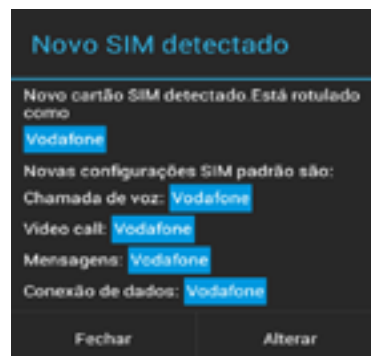 Novo SIM detectado
Novo cartão SIM detectado.Está rotulado
como
Vodafone
Novas configurações SIM padrão são:
Chamada de voz: Vodafone
Video call: Vodafone
Mensagens: Vodafone
Conexão de dados: Vodafone
Fechar Alterar